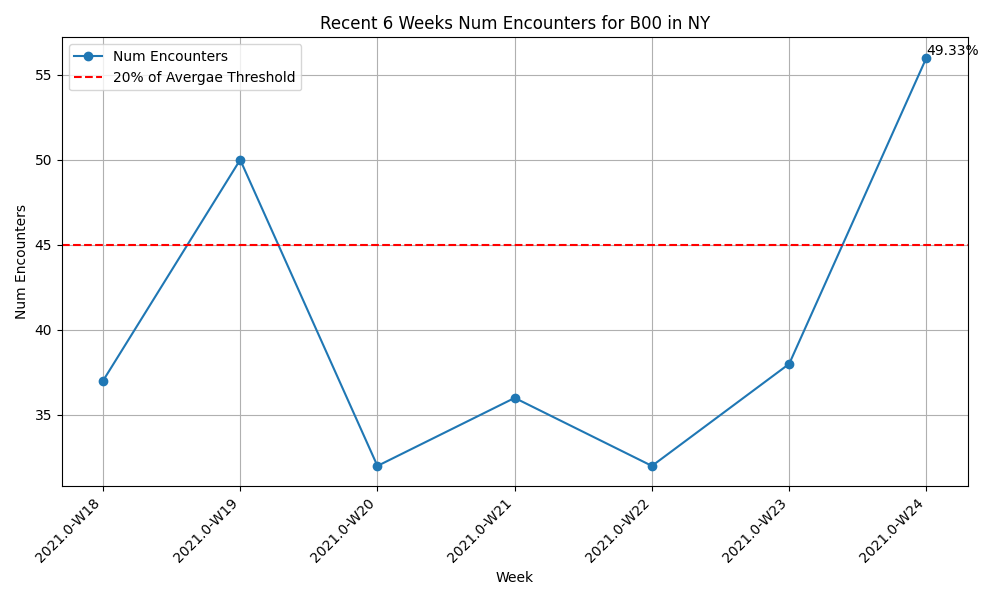 Recent 6 Weeks Num Encounters for B00 in NY
Num Encounters
20% of Avergae Threshold
49.33%
55
50
45
40
35
Num Encounters
2021.0-W18
2021.0-W19
2021.0-W20
2021.0-W21
2021.0-W22
2021.0-W23
2021.0-W24
Week